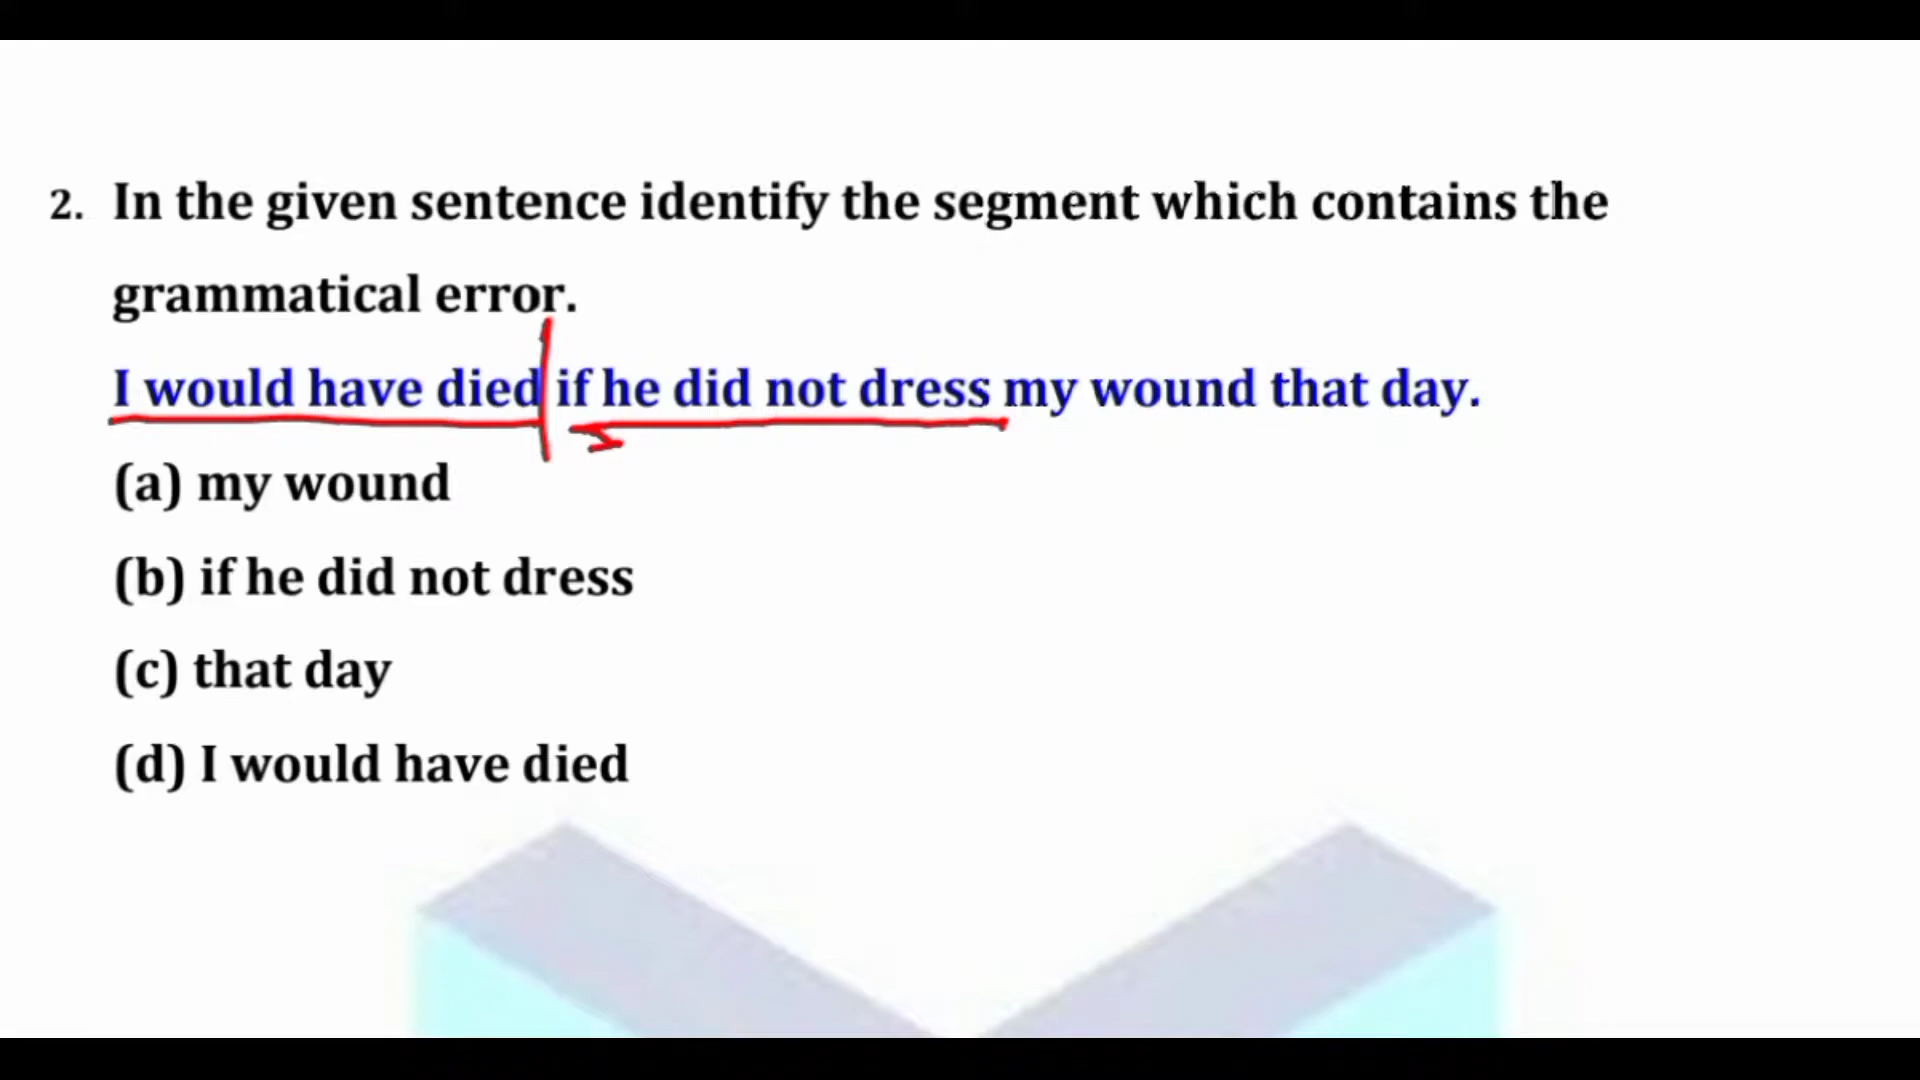 2. In the given sentence identify the segment which contains the
grammatical error.
I would have died if he did not dress my wound that day.
(a) my wound
(b) if he did not dress
(c) that day
(d) I would have died